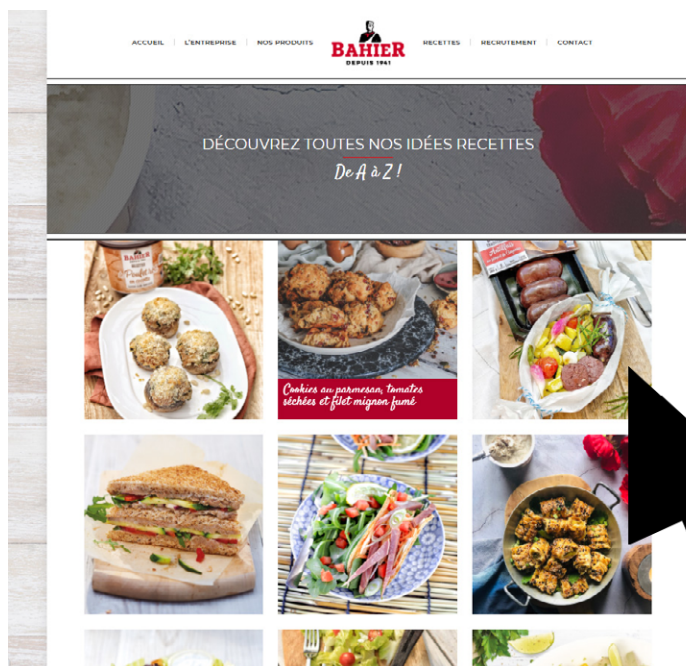 ACCUEIL
L'ENTREPRISE
NOS PRODUITS
BAHIER
DEPUIS 1941
RECETTES
RECRUTEMENT
CONTACT
DÉCOUVREZ TOUTES NOS IDÉES RECETTES
De A à Z !
BAHIER
Cookies au parmesan, tomates
séchées et filet mignon fumé